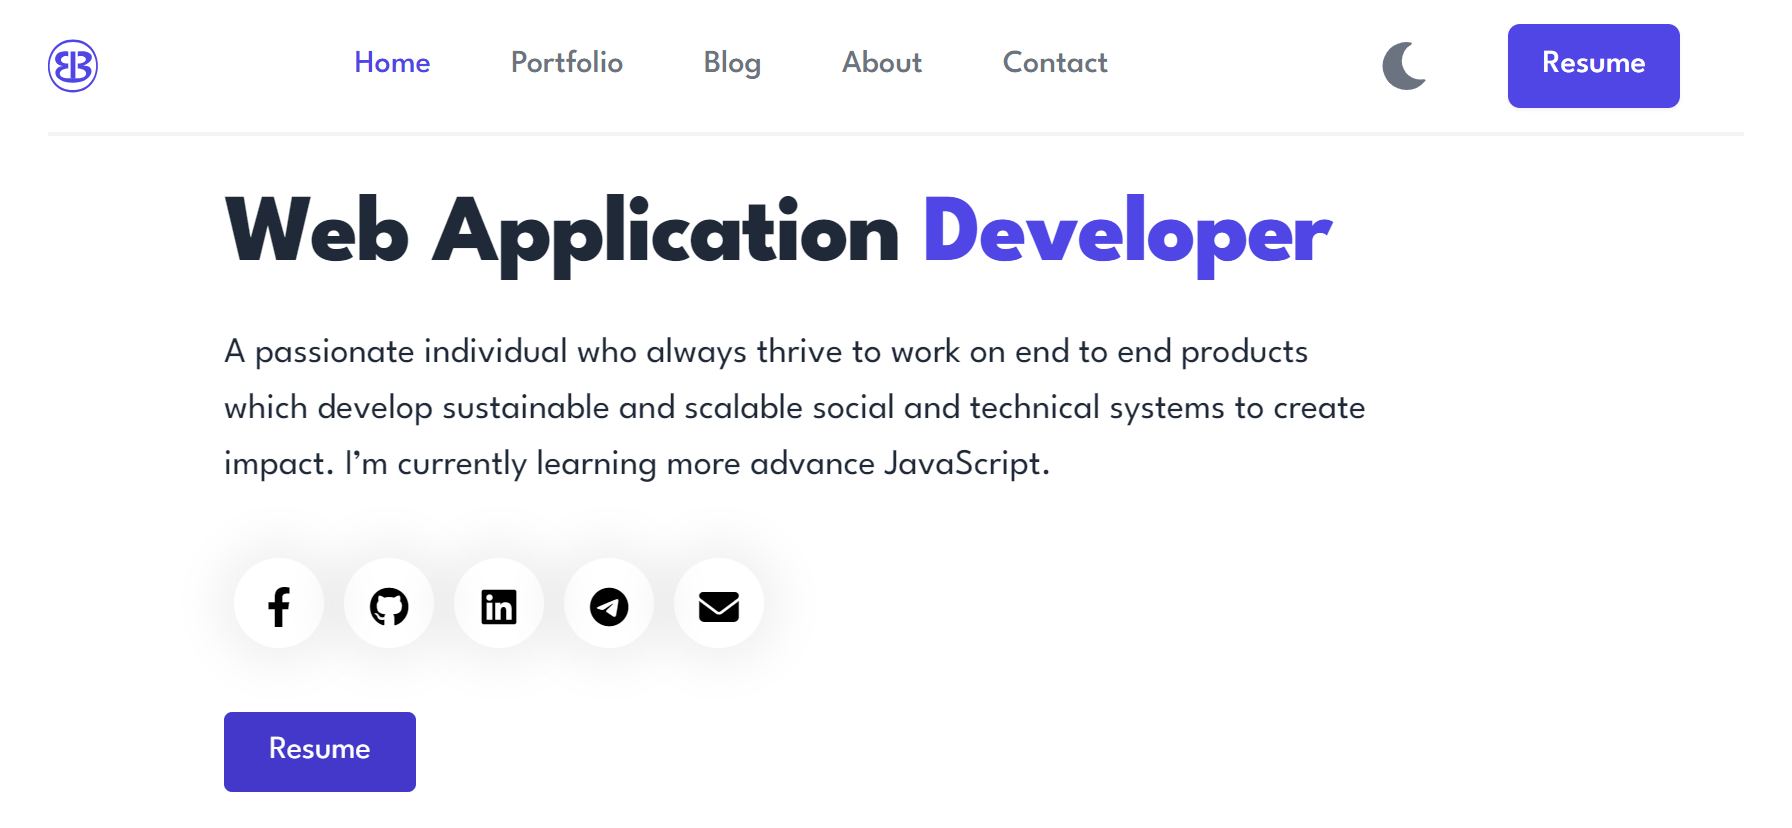 Home Portfolio Blog About Contact Resume
Web Application Developer
A passionate individual who always thrive to work on end to end products
which develop sustainable and scalable social and technical systems to create
impact. I’m currently learning more advance JavaScript.
Resume